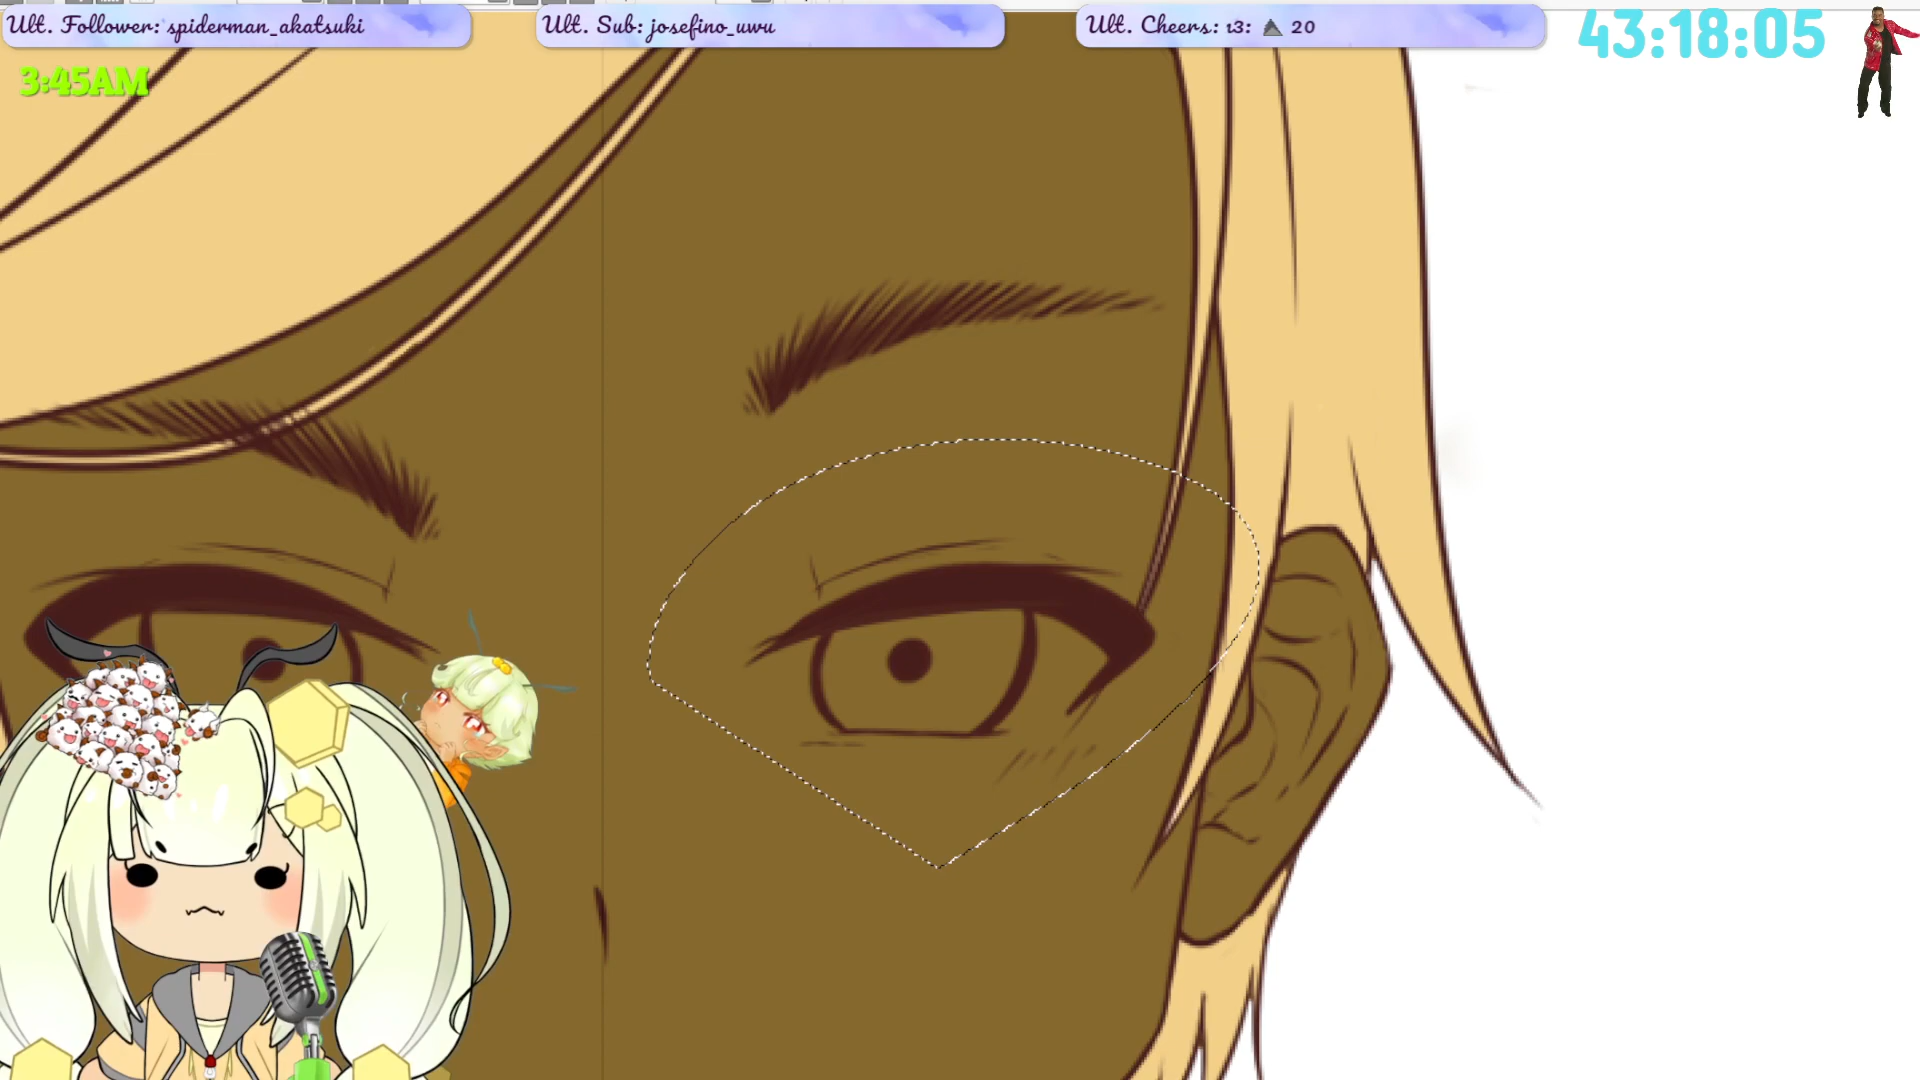 Ult. Follower: spiderman_akatsuki
Ult. Sub: josefino_uwu
Ult. Cheers: 13: 20
43:18:05
3:45AM